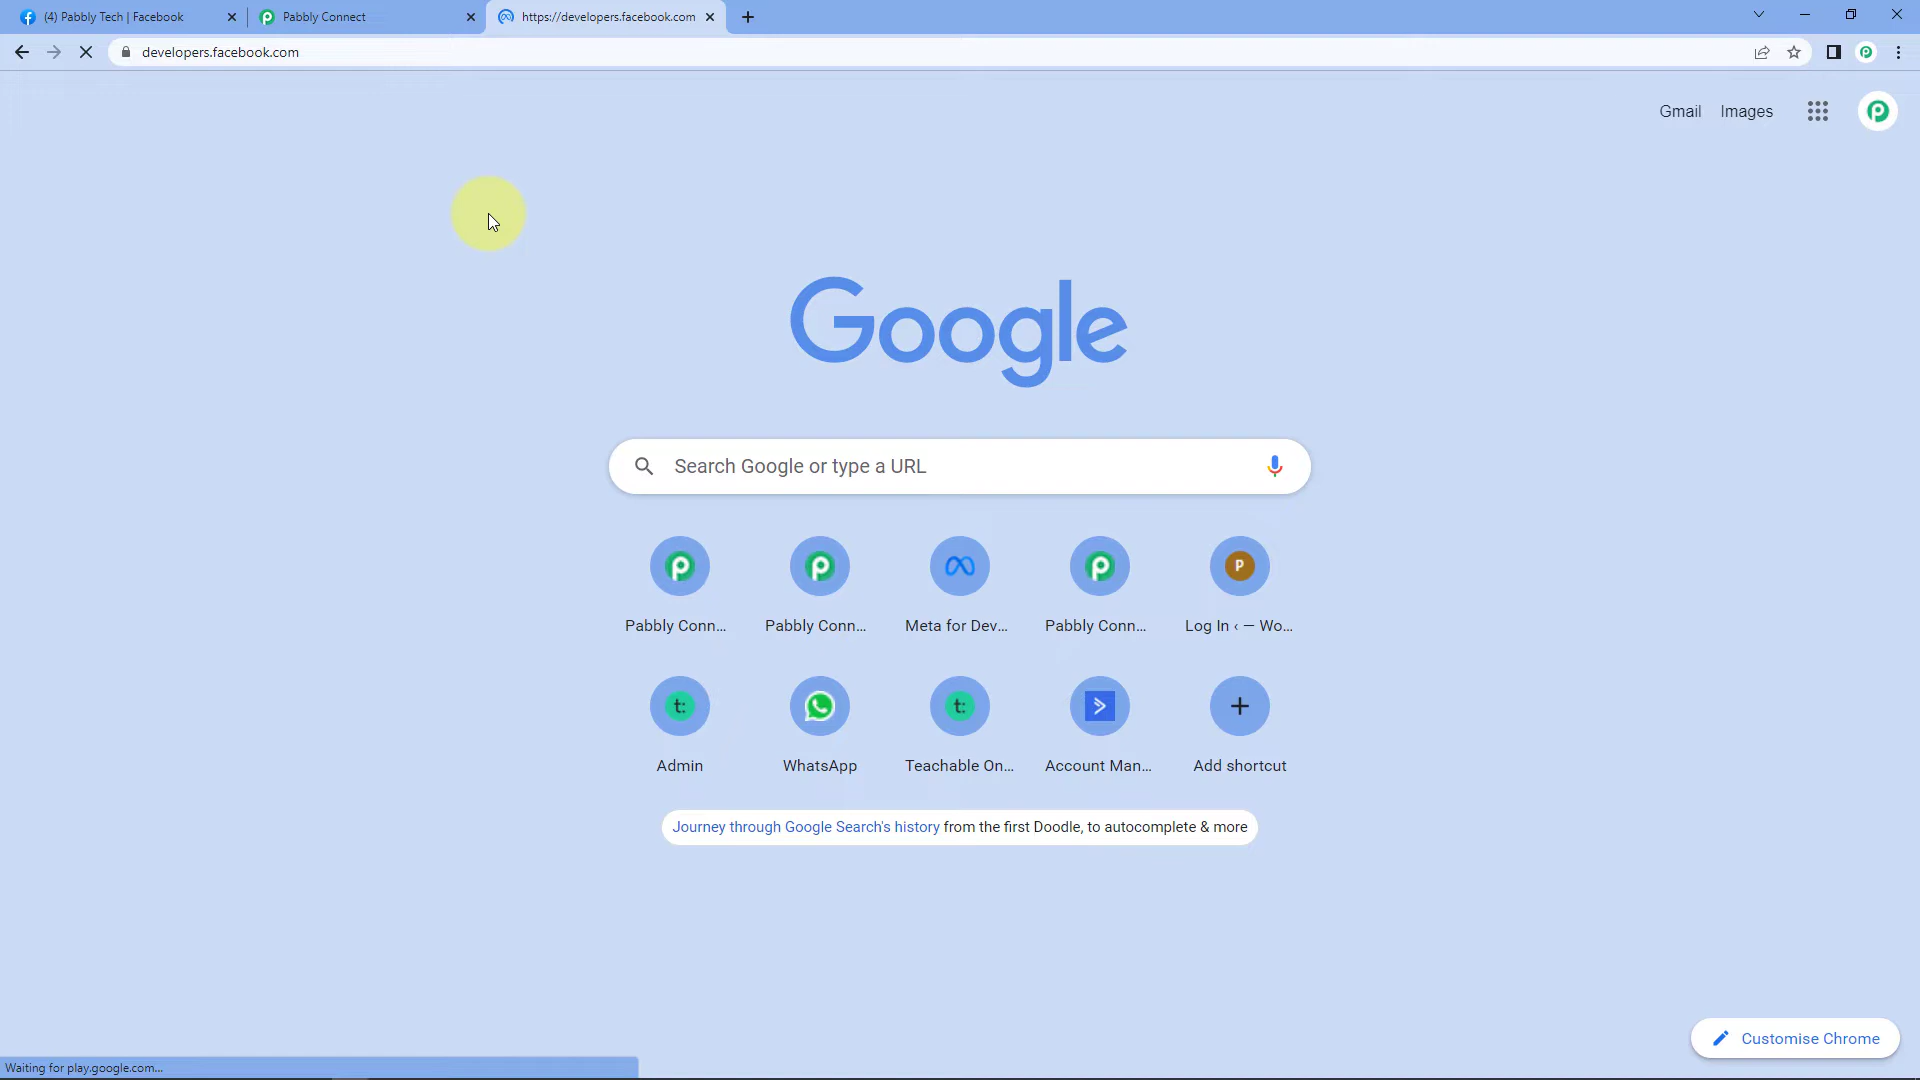 (4) Pabbly Tech | Facebook
Pabbly Connect
https://developers.facebook.com
developers.facebook.com
Gmail
Images
Google
Search Google or type a URL
Pabbly Conn...
Pabbly Conn...
Meta for Dev...
Pabbly Conn...
P
Log In ‹ — Wo...
t:
Admin
WhatsApp
t:
Teachable On...
Account Man...
Add shortcut
Journey through Google Search's history from the first Doodle, to autocomplete & more
Customise Chrome
Waiting for play.google.com...